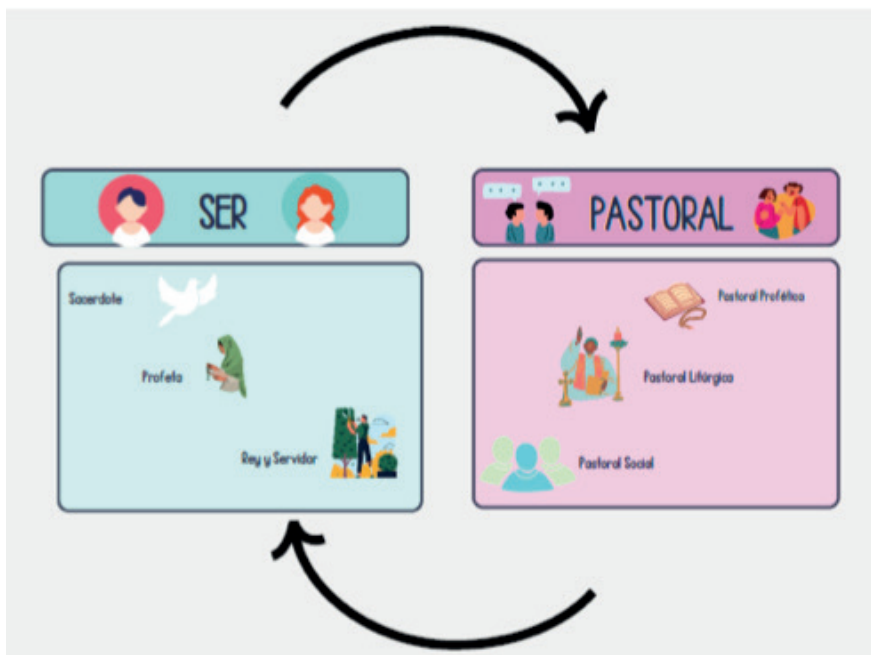 SER
Sacerdote
Profeta
Rey y Servidor
PASTORAL
Pastoral Profética
Pastoral Litúrgica
Pastoral Social